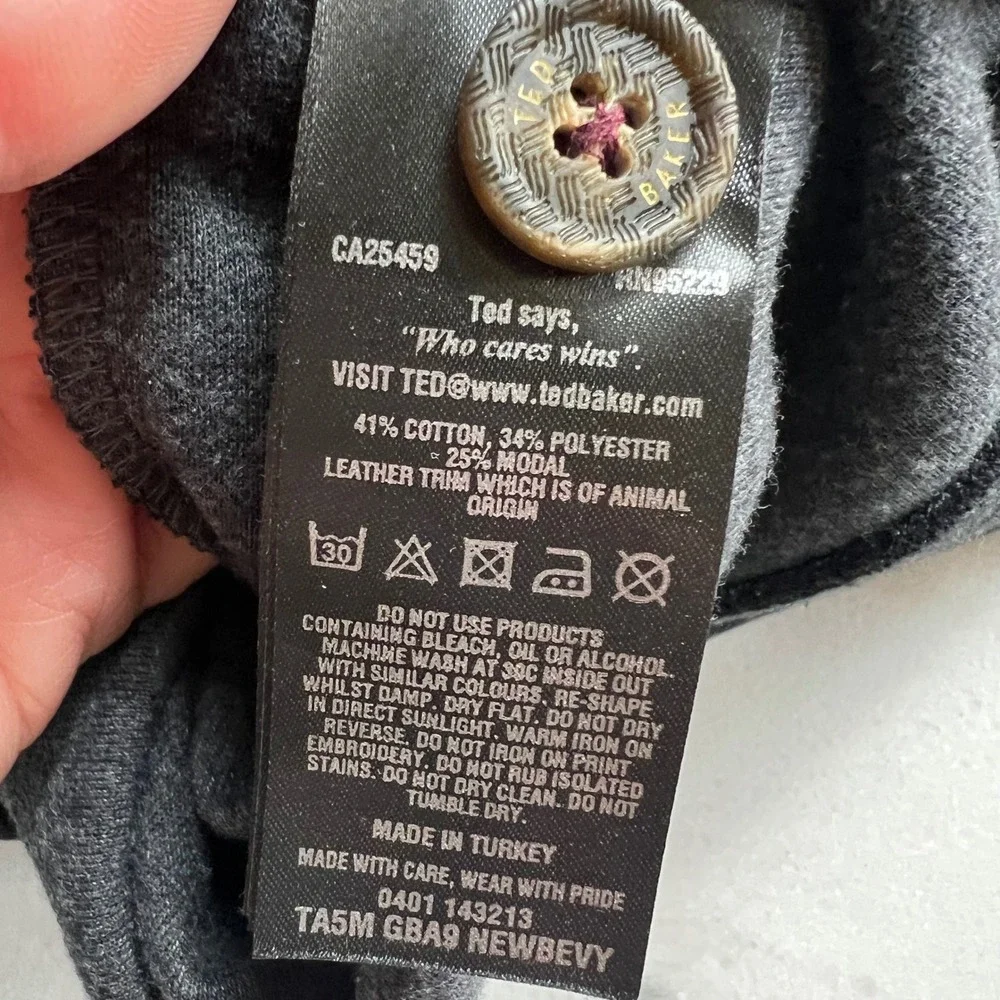 TED
BAKER
CA25459
RN95229
Ted says,
"Who cares wins".
VISIT TED@www.tedbaker.com
41% COTTON, 34% POLYESTER
25% MODAL
LEATHER TRIM WHICH IS OF ANIMAL
ORIGIN
30
DO NOT USE PRODUCTS
CONTAINING BLEACH, OIL OR ALCOHOL.
MACHINE WASH AT 30C INSIDE OUT
WITH SIMILAR COLOURS. RE-SHAPE
WHILST DAMP. DRY FLAT. DO NOT DRY
IN DIRECT SUNLIGHT. WARM IRON ON
REVERSE. DO NOT IRON ON PRINT,
EMBROIDERY. DO NOT RUB ISOLATED
STAINS. DO NOT DRY CLEAN. DO NOT
TUMBLE DRY.
MADE IN TURKEY
MADE WITH CARE, WEAR WITH PRIDE
0401 143213
TA5M GBA9 NEWBEVY